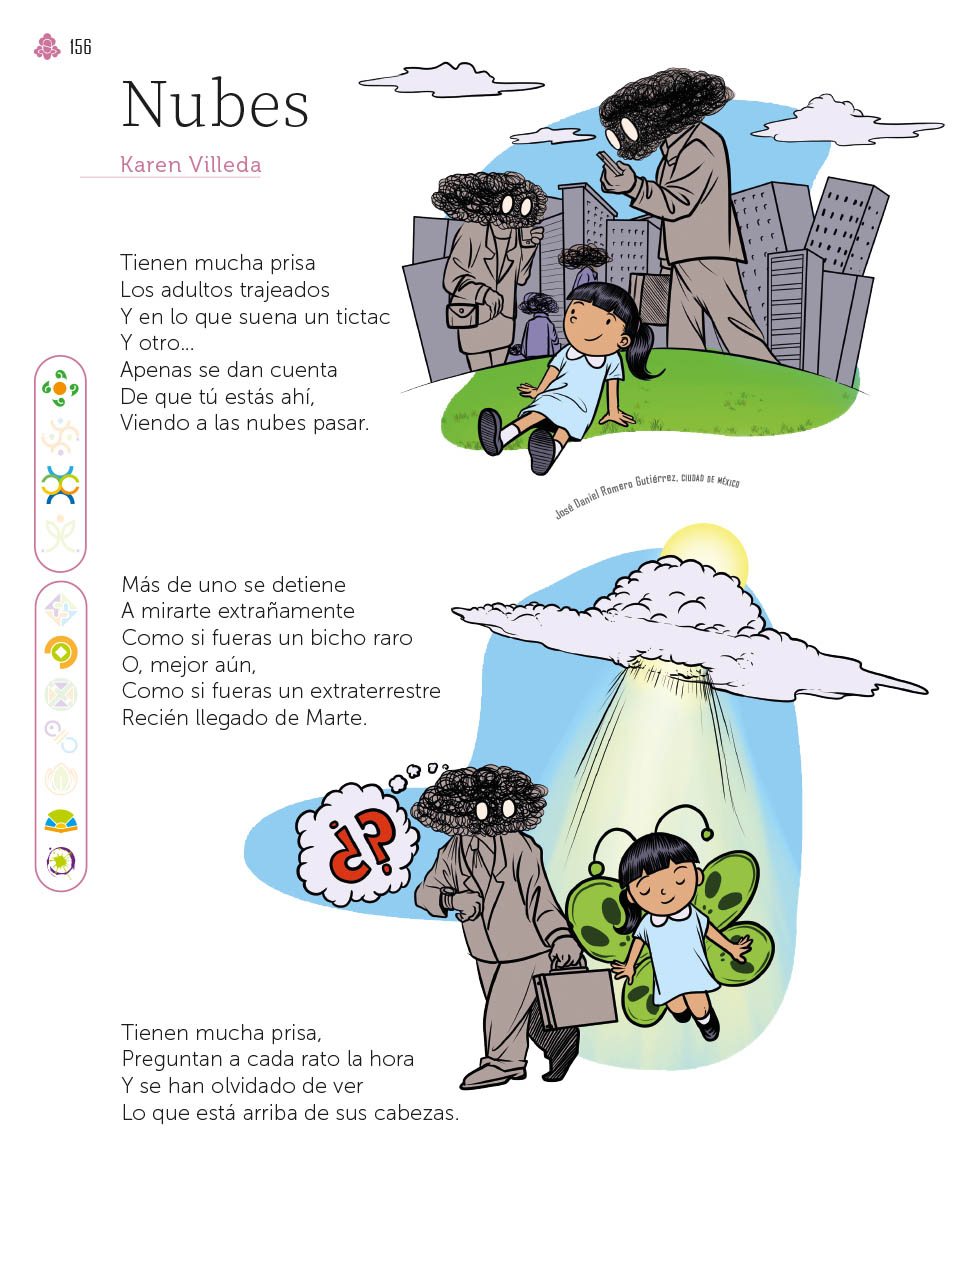 156
Nubes
Karen Villeda
Tienen mucha prisa
Los adultos trajeados
Y en lo que suena un tictac
Y otro...
Apenas se dan cuenta
De que tú estás ahí,
Viendo a las nubes pasar.
José Daniel Romero Gutiérrez, CIUDAD DE MÉXICO
Más de uno se detiene
A mirarte extrañamente
Como si fueras un bicho raro
O, mejor aún,
Como si fueras un extraterrestre
Recién llegado de Marte.
¿?
Tienen mucha prisa,
Preguntan a cada rato la hora
Y se han olvidado de ver
Lo que está arriba de sus cabezas.